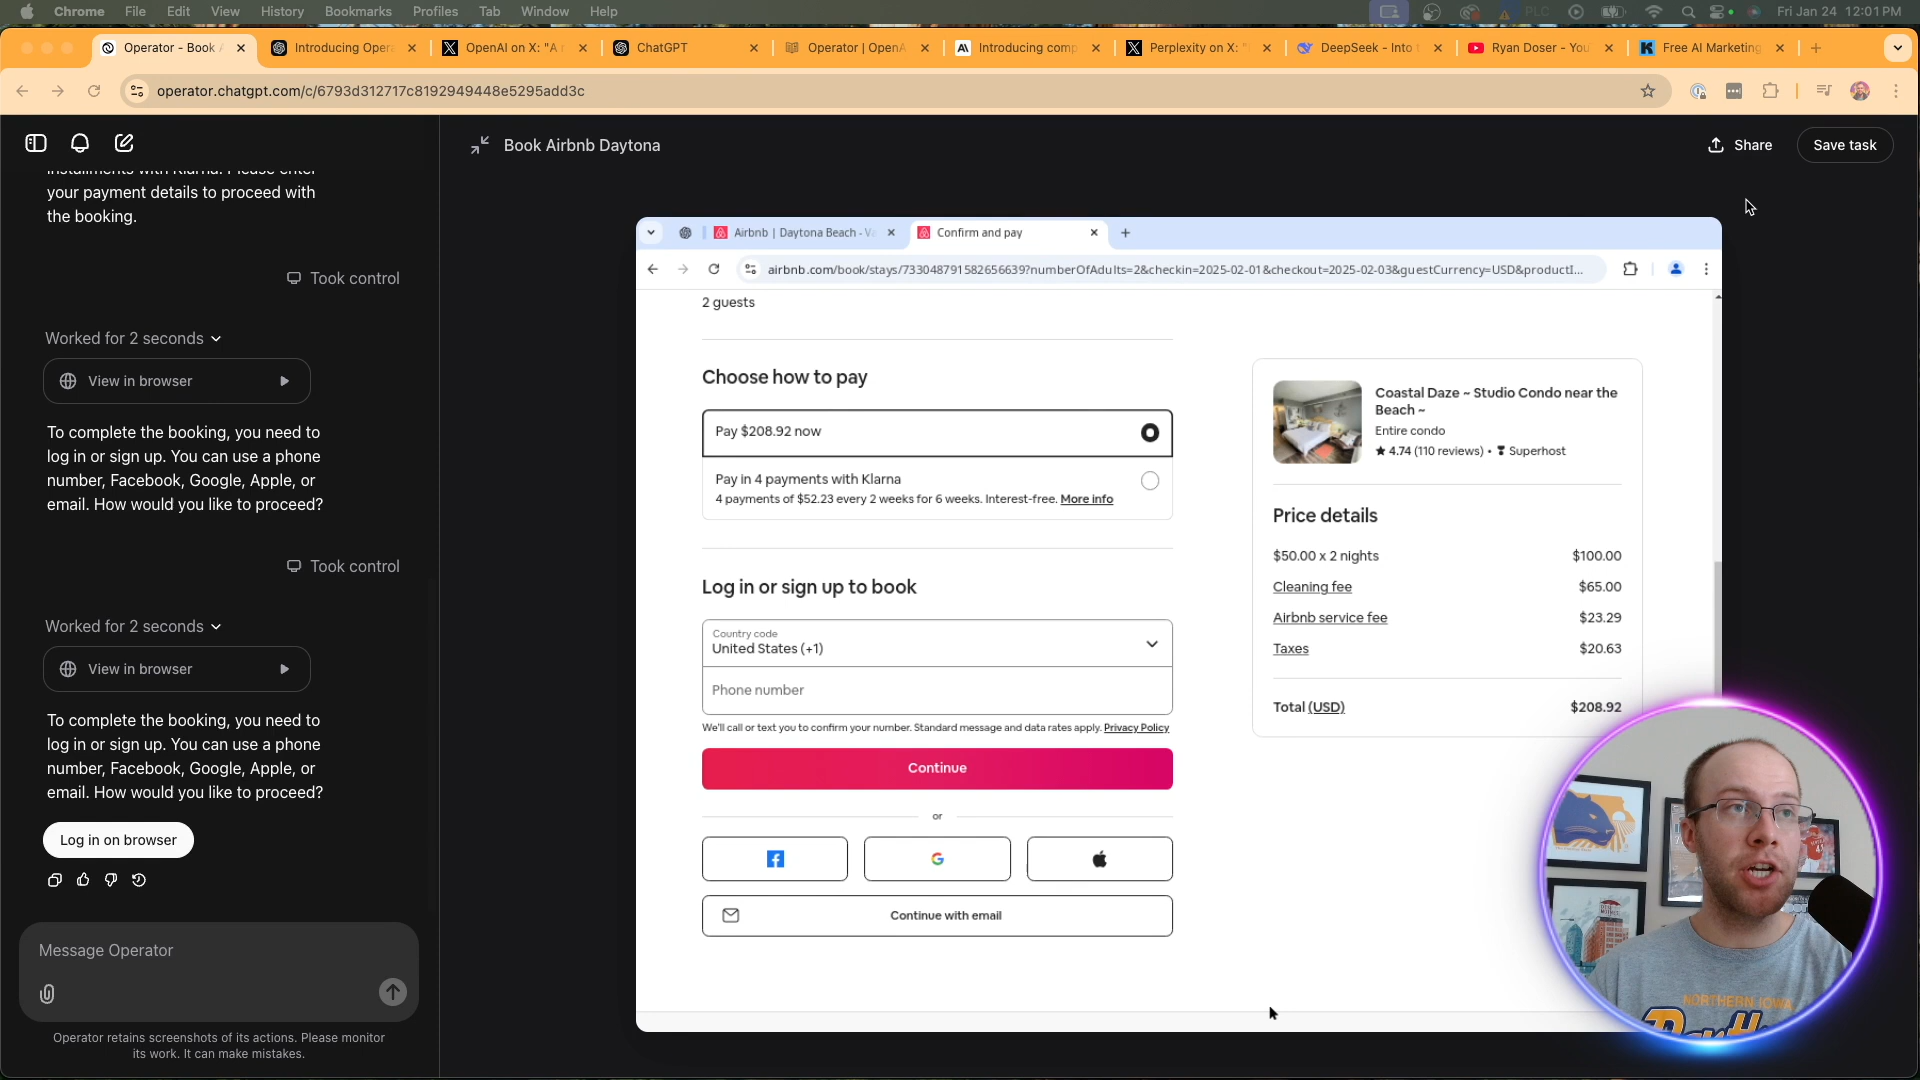 Chrome File Edit View History Bookmarks Profiles Tab Window Help
PLC Fri Jan 24 12:01 PM
Operator - Book Introducing Oper OpenAI on X: "A ChatGPT Operator | OpenA Introducing comp Perplexity on X: " DeepSeek - Into Ryan Doser - You Free AI Marketing
operator.chatgpt.com/c/6793d312717c8192949448e5295add3c
Book Airbnb Daytona
Share
Save task
installments with Klarna. Please enter
your payment details to proceed with
the booking.
Took control
Worked for 2 seconds
View in browser
To complete the booking, you need to
log in or sign up. You can use a phone
number, Facebook, Google, Apple, or
email. How would you like to proceed?
Took control
Worked for 2 seconds
View in browser
To complete the booking, you need to
log in or sign up. You can use a phone
number, Facebook, Google, Apple, or
email. How would you like to proceed?
Log in on browser
Message Operator
Operator retains screenshots of its actions. Please monitor
its work. It can make mistakes.
Airbnb | Daytona Beach - Va Confirm and pay
airbnb.com/book/stays/733048791582656639?numberOfAdults=2&checkin=2025-02-01&checkout=2025-02-03&guestCurrency=USD&productI...
2 guests
Choose how to pay
Pay $208.92 now
Pay in 4 payments with Klarna
4 payments of $52.23 every 2 weeks for 6 weeks. Interest-free. More info
Log in or sign up to book
Country code
United States (+1)
Phone number
We'll call or text you to confirm your number. Standard message and data rates apply. Privacy Policy
Continue
or
Continue with email
Coastal Daze ~ Studio Condo near the
Beach ~
Entire condo
★ 4.74 (110 reviews) • Superhost
Price details
$50.00 x 2 nights $100.00
Cleaning fee $65.00
Airbnb service fee $23.29
Taxes $20.63
Total (USD) $208.92
NORTHERN IOWA